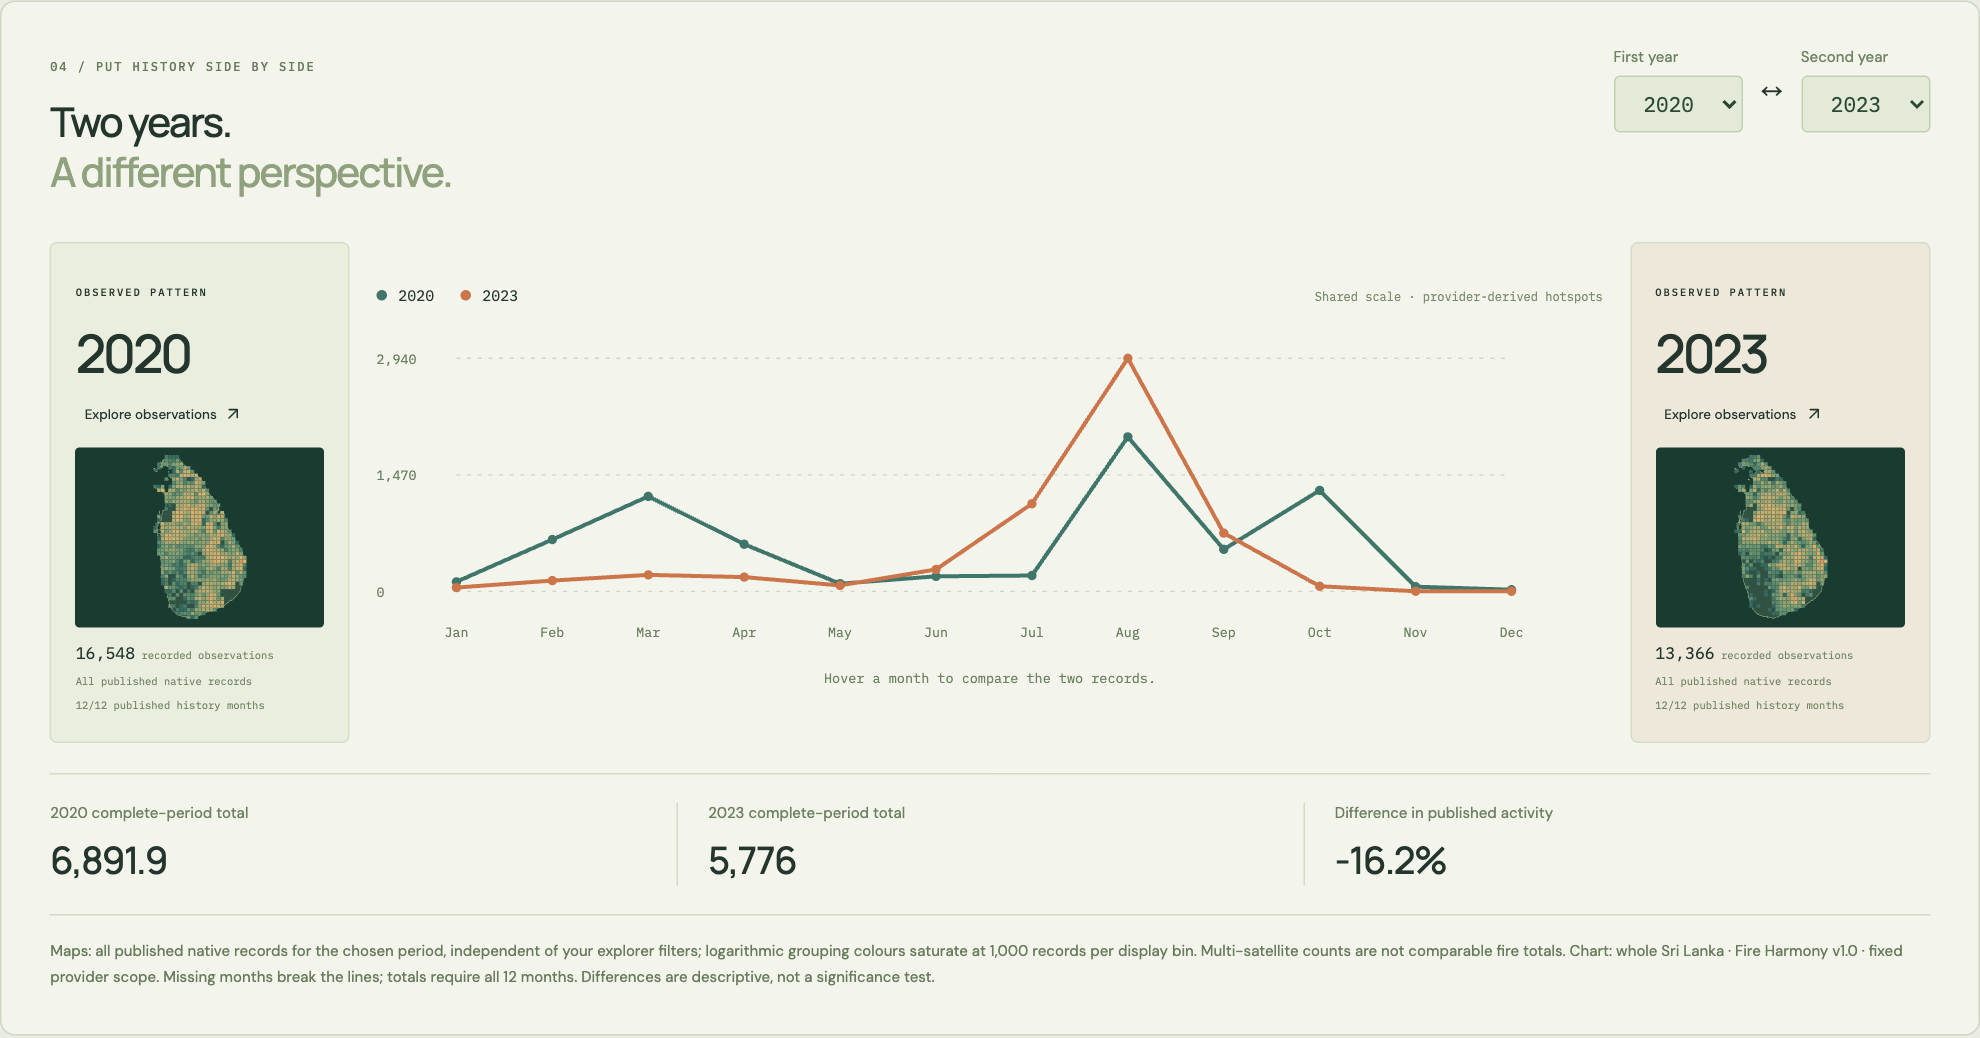 04 / PUT HISTORY SIDE BY SIDE
Two years.
A different perspective.
First year
Second year
2020
↔
2023
OBSERVED PATTERN
2020
Explore observations ↗
16,548 recorded observations
All published native records
12/12 published history months
2020
2023
Shared scale · provider-derived hotspots
2,940
1,470
0
Jan Feb Mar Apr May Jun Jul Aug Sep Oct Nov Dec
Hover a month to compare the two records.
OBSERVED PATTERN
2023
Explore observations ↗
13,366 recorded observations
All published native records
12/12 published history months
2020 complete-period total
6,891.9
2023 complete-period total
5,776
Difference in published activity
-16.2%
Maps: all published native records for the chosen period, independent of your explorer filters; logarithmic grouping colours saturate at 1,000 records per display bin. Multi-satellite counts are not comparable fire totals. Chart: whole Sri Lanka · Fire Harmony v1.0 · fixed
provider scope. Missing months break the lines; totals require all 12 months. Differences are descriptive, not a significance test.